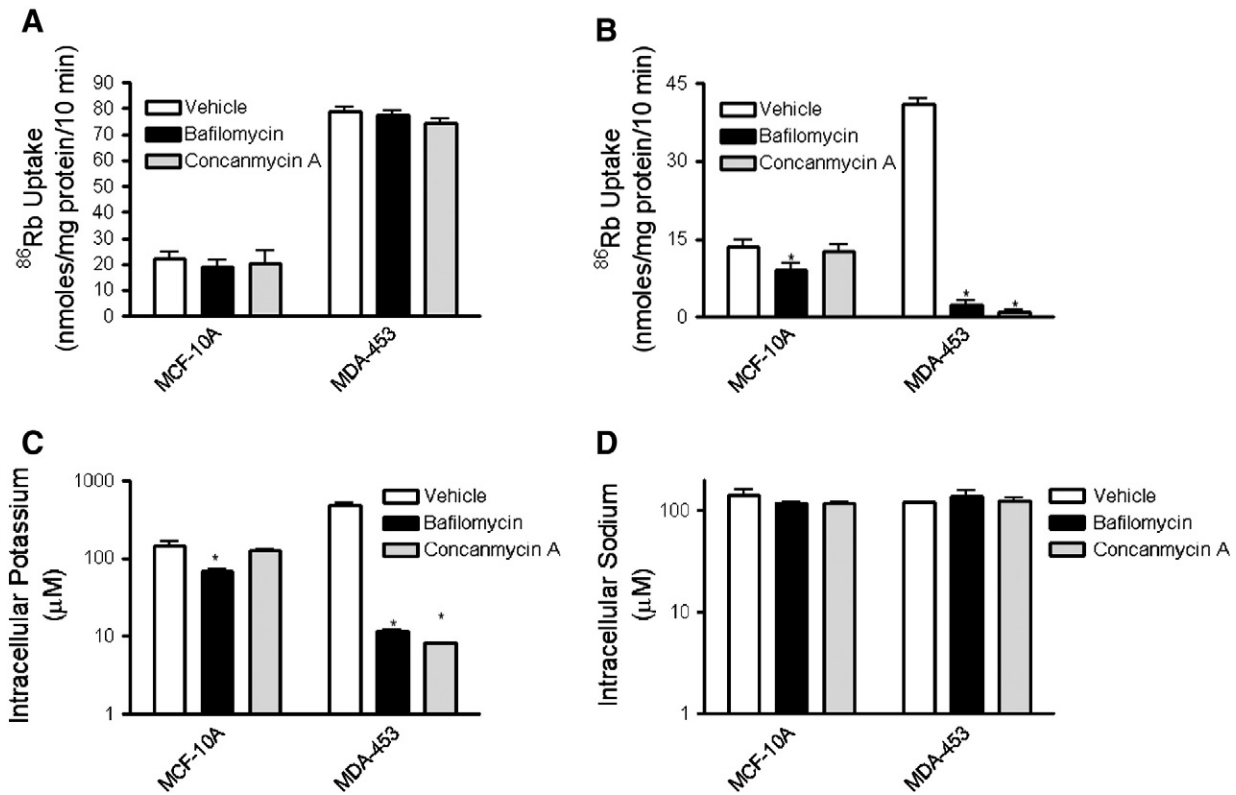 A
⁸⁶Rb Uptake
(nmoles/mg protein/10 min)
90
80
70
60
50
40
30
20
10
0
Vehicle
Bafilomycin
Concanmycin A
MCF-10A
MDA-453
B
⁸⁶Rb Uptake
(nmoles/mg protein/10 min)
45
30
15
0
Vehicle
Bafilomycin
Concanmycin A
*
*
*
MCF-10A
MDA-453
C
Intracellular Potassium
(μM)
1000
100
10
1
Vehicle
Bafilomycin
Concanmycin A
*
*
*
MCF-10A
MDA-453
D
Intracellular Sodium
(μM)
100
10
1
Vehicle
Bafilomycin
Concanmycin A
MCF-10A
MDA-453